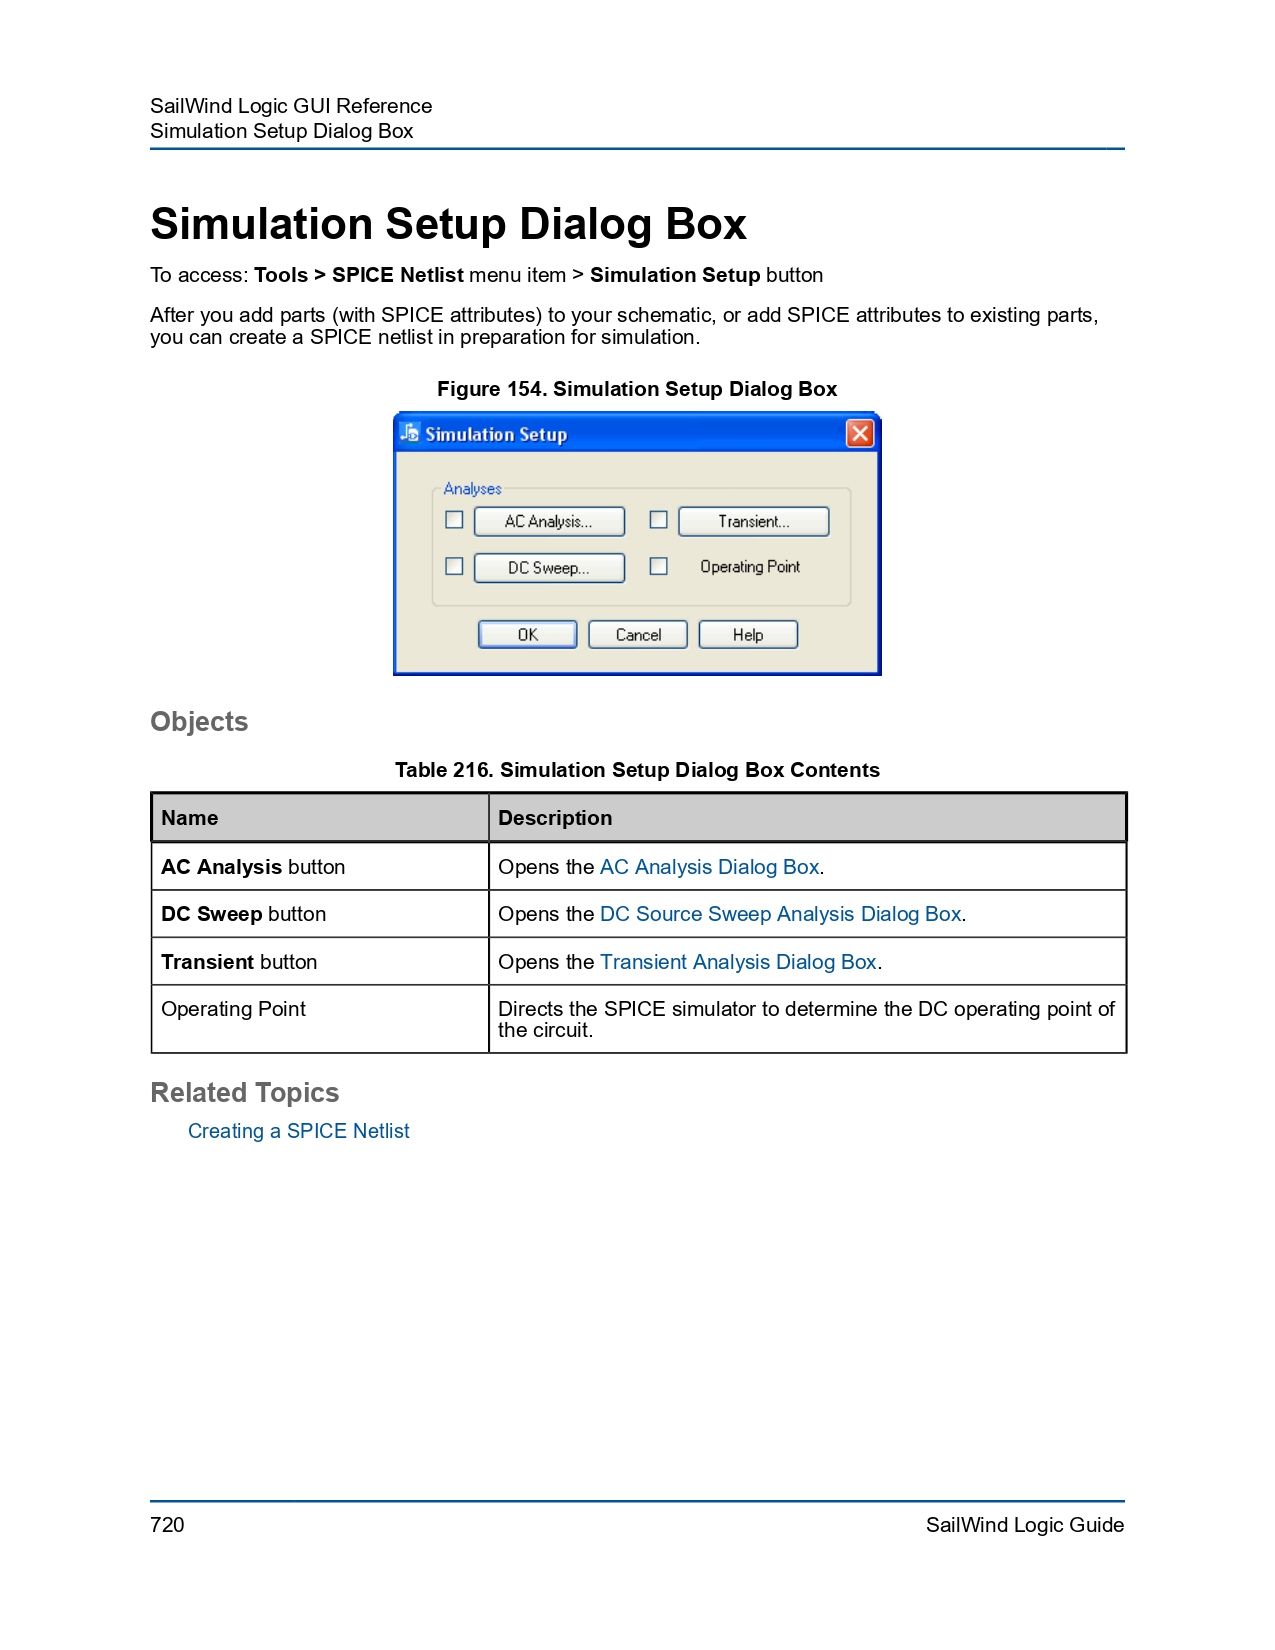 SailWind Logic GUI Reference
Simulation Setup Dialog Box
Simulation Setup Dialog Box
To access: Tools > SPICE Netlist menu item > Simulation Setup button
After you add parts (with SPICE attributes) to your schematic, or add SPICE attributes to existing parts,
you can create a SPICE netlist in preparation for simulation.
Figure 154. Simulation Setup Dialog Box
Simulation Setup
Analyses
AC Analysis...
Transient...
DC Sweep...
Operating Point
OK
Cancel
Help
Objects
Table 216. Simulation Setup Dialog Box Contents
Name
Description
AC Analysis button
Opens the AC Analysis Dialog Box.
DC Sweep button
Opens the DC Source Sweep Analysis Dialog Box.
Transient button
Opens the Transient Analysis Dialog Box.
Operating Point
Directs the SPICE simulator to determine the DC operating point of
the circuit.
Related Topics
Creating a SPICE Netlist
720
SailWind Logic Guide